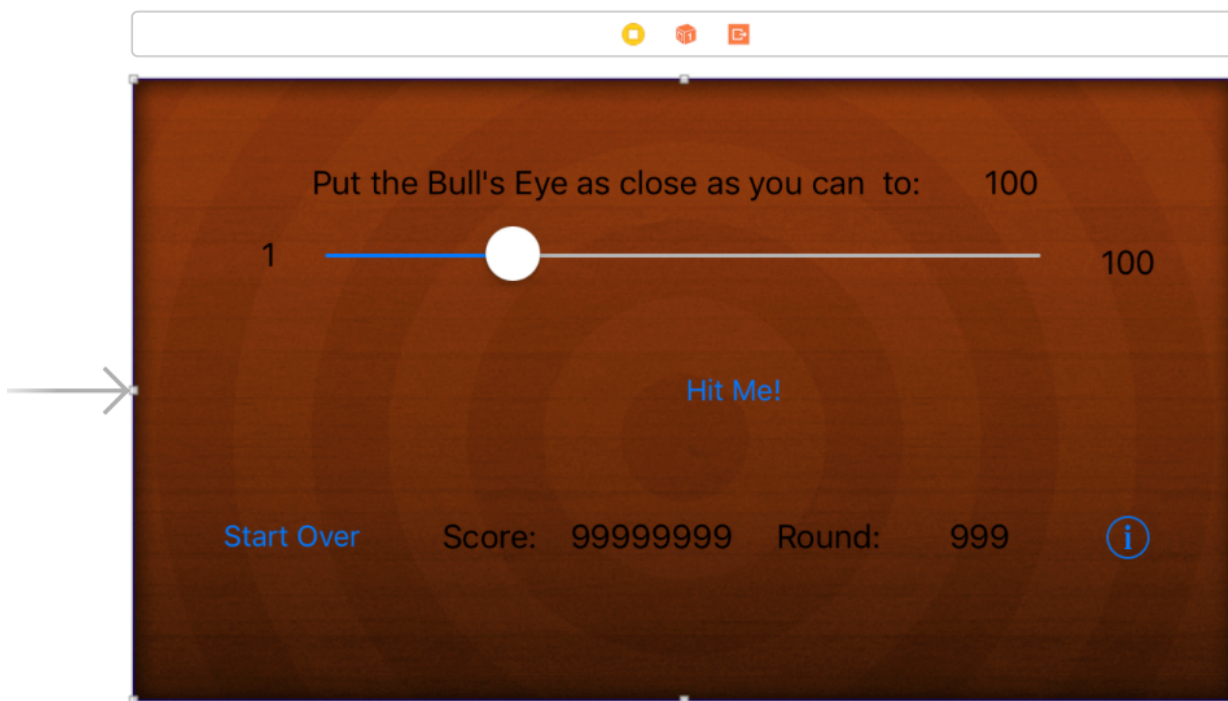 Put the Bull's Eye as close as you can  to: 100
1 100
Hit Me!
Start Over Score: 99999999 Round: 999 i